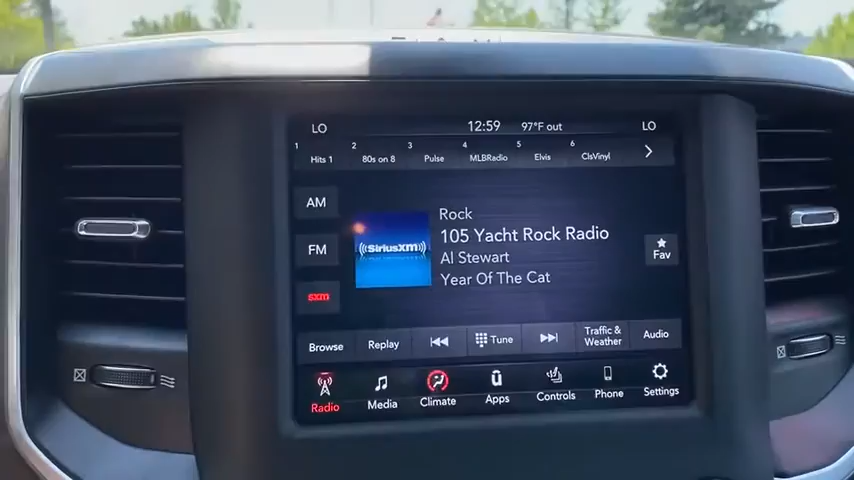 LO 12:59 97°F out LO
1 Hits 1 2 80s on 8 3 Pulse 4 MLBRadio 5 Elvis 6 ClsVinyl
AM
FM
sxm
SiriusXM
Rock
105 Yacht Rock Radio
Al Stewart
Year Of The Cat
Fav
Browse Replay Tune Traffic & Weather Audio
Radio Media Climate Apps Controls Phone Settings